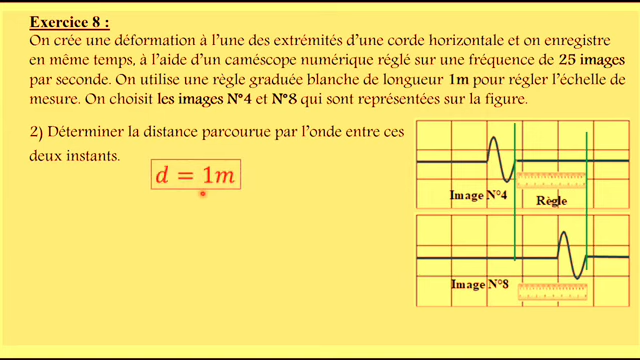 Exercice 8 :
On crée une déformation à l'une des extrémités d'une corde horizontale et on enregistre
en même temps, à l'aide d'un caméscope numérique réglé sur une fréquence de 25 images
par seconde. On utilise une règle graduée blanche de longueur 1m pour régler l'échelle de
mesure. On choisit les images N°4 et N°8 qui sont représentées sur la figure.
2) Déterminer la distance parcourue par l'onde entre ces
deux instants.
d = 1m
Image N°4
Règle
Image N°8